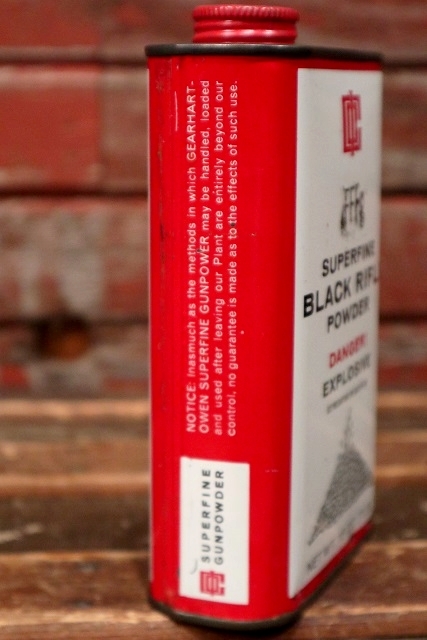 NOTICE: Inasmuch as the methods in which GEARHART-
OWEN SUPERFINE GUNPOWER may be handled, loaded
and used after leaving our Plant are entirely beyond our
control, no guarantee is made as to the effects of such use.
SUPERFINE
GUNPOWDER
SUPERFINE
BLACK RIFL
POWDER
DANGER!
EXPLOSIVE